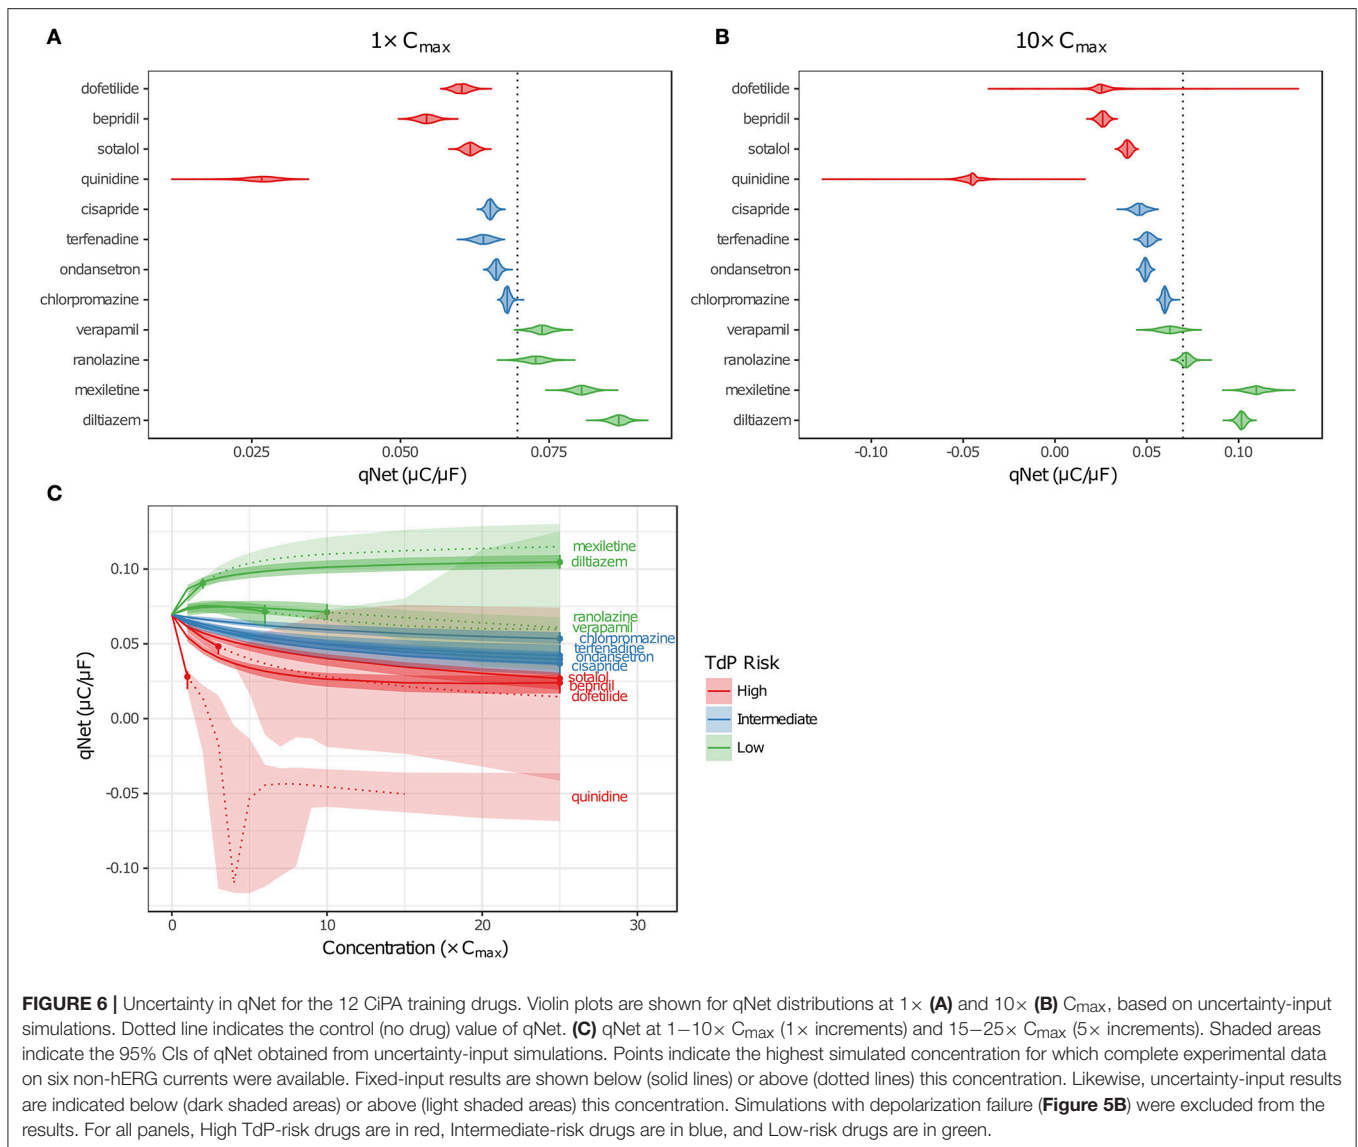 A
1× Cmax
dofetilide
bepridil
sotalol
quinidine
cisapride
terfenadine
ondansetron
chlorpromazine
verapamil
ranolazine
mexiletine
diltiazem
0.025 0.050 0.075
qNet (µC/µF)
B
10× Cmax
dofetilide
bepridil
sotalol
quinidine
cisapride
terfenadine
ondansetron
chlorpromazine
verapamil
ranolazine
mexiletine
diltiazem
-0.10 -0.05 0.00 0.05 0.10
qNet (µC/µF)
C
qNet (µC/µF)
0.10
0.05
0.00
-0.05
-0.10
mexiletine
diltiazem
ranolazine
verapamil
chlorpromazine
terfenadine
ondansetron
cisapride
sotalol
bepridil
dofetilide
quinidine
0 10 20 30
Concentration (× Cmax)
TdP Risk
High
Intermediate
Low
FIGURE 6 | Uncertainty in qNet for the 12 CiPA training drugs. Violin plots are shown for qNet distributions at 1× (A) and 10× (B) Cmax, based on uncertainty-input
simulations. Dotted line indicates the control (no drug) value of qNet. (C) qNet at 1–10× Cmax (1× increments) and 15–25× Cmax (5× increments). Shaded areas
indicate the 95% CIs of qNet obtained from uncertainty-input simulations. Points indicate the highest simulated concentration for which complete experimental data
on six non-hERG currents were available. Fixed-input results are shown below (solid lines) or above (dotted lines) this concentration. Likewise, uncertainty-input results
are indicated below (dark shaded areas) or above (light shaded areas) this concentration. Simulations with depolarization failure (Figure 5B) were excluded from the
results. For all panels, High TdP-risk drugs are in red, Intermediate-risk drugs are in blue, and Low-risk drugs are in green.